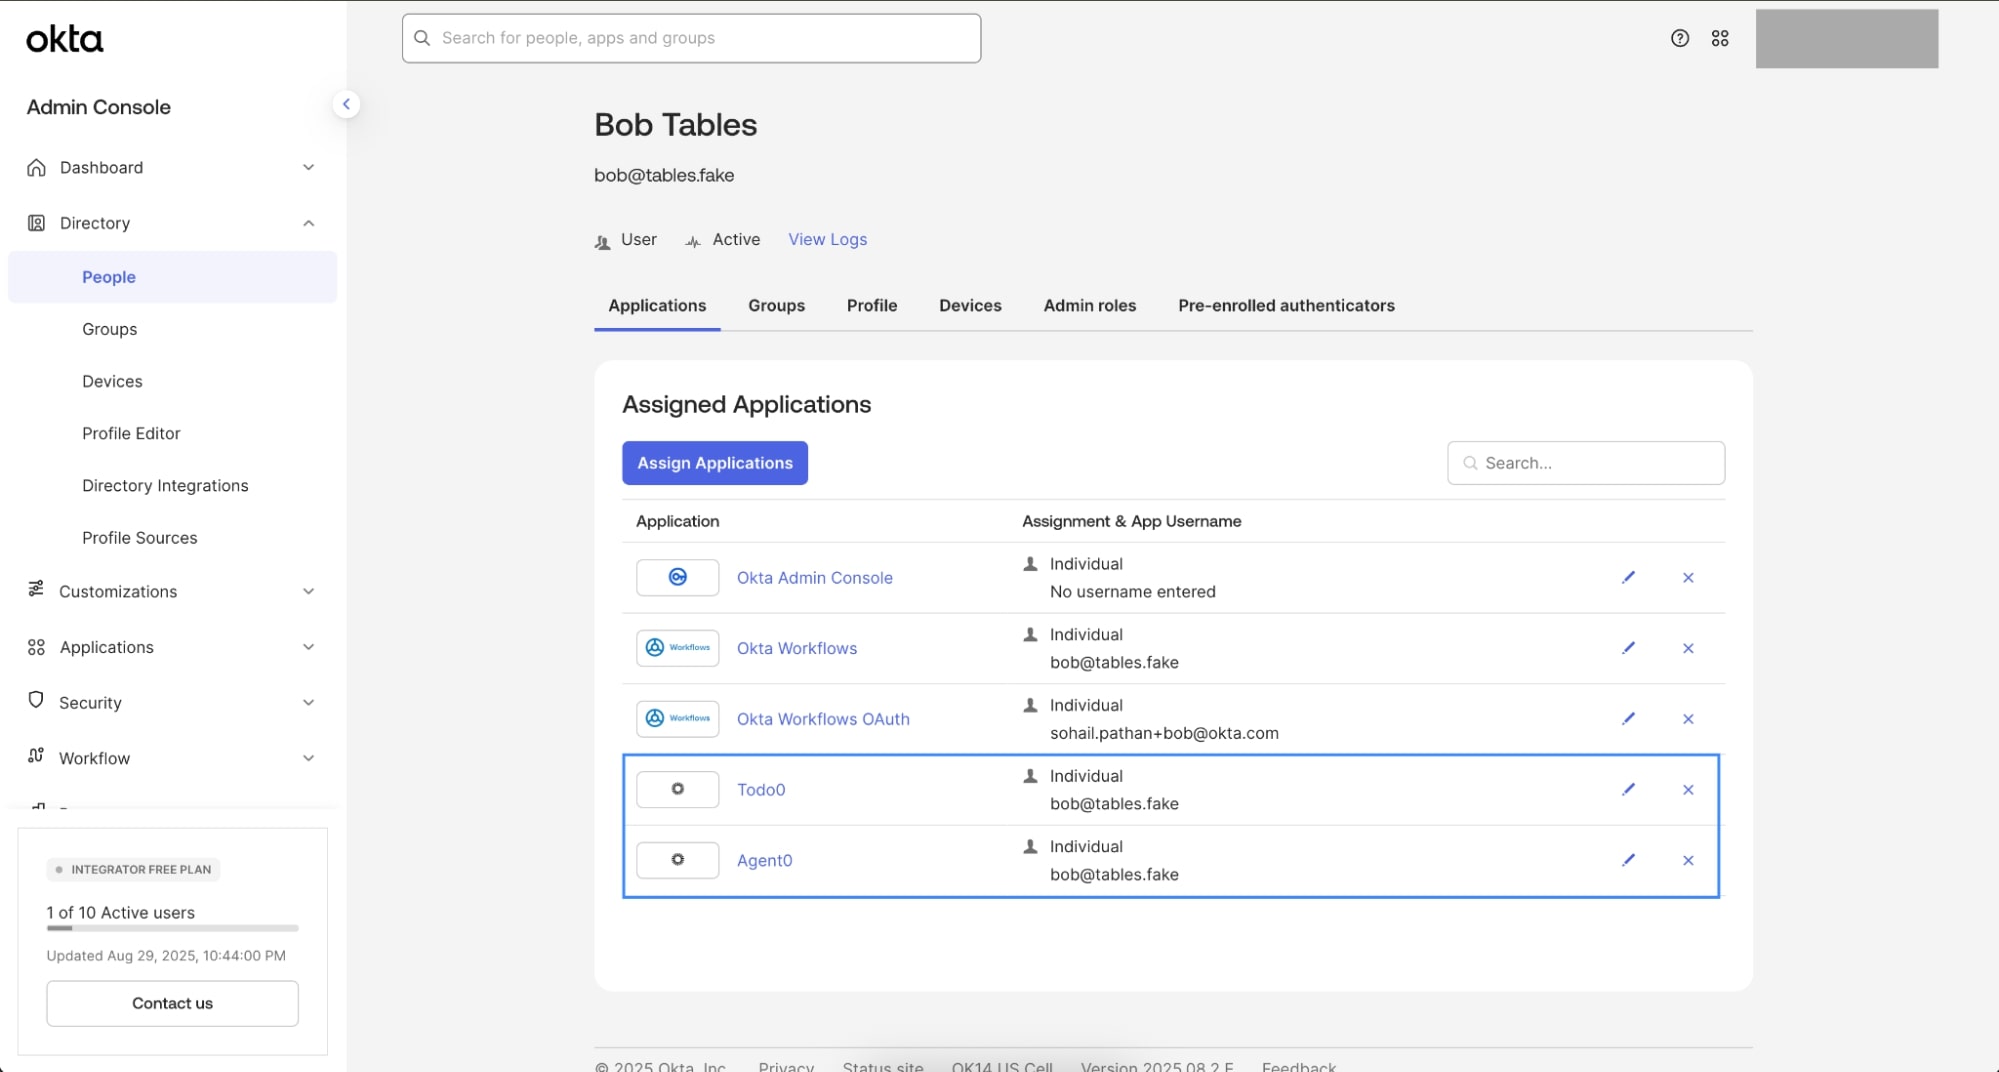 okta
Search for people, apps and groups
Admin Console
Dashboard
Directory
People
Groups
Devices
Profile Editor
Directory Integrations
Profile Sources
Customizations
Applications
Security
Workflow
INTEGRATOR FREE PLAN
1 of 10 Active users
Updated Aug 29, 2025, 10:44:00 PM
Contact us
Bob Tables
bob@tables.fake
User Active View Logs
Applications Groups Profile Devices Admin roles Pre-enrolled authenticators
Assigned Applications
Assign Applications Search...
Application Assignment & App Username
Okta Admin Console Individual
No username entered
Workflows Okta Workflows Individual
bob@tables.fake
Workflows Okta Workflows OAuth Individual
sohail.pathan+bob@okta.com
Todo0 Individual
bob@tables.fake
Agent0 Individual
bob@tables.fake
© 2025 Okta, Inc. Privacy Status site OK14 US Cell Version 2025.08.2 E Feedback